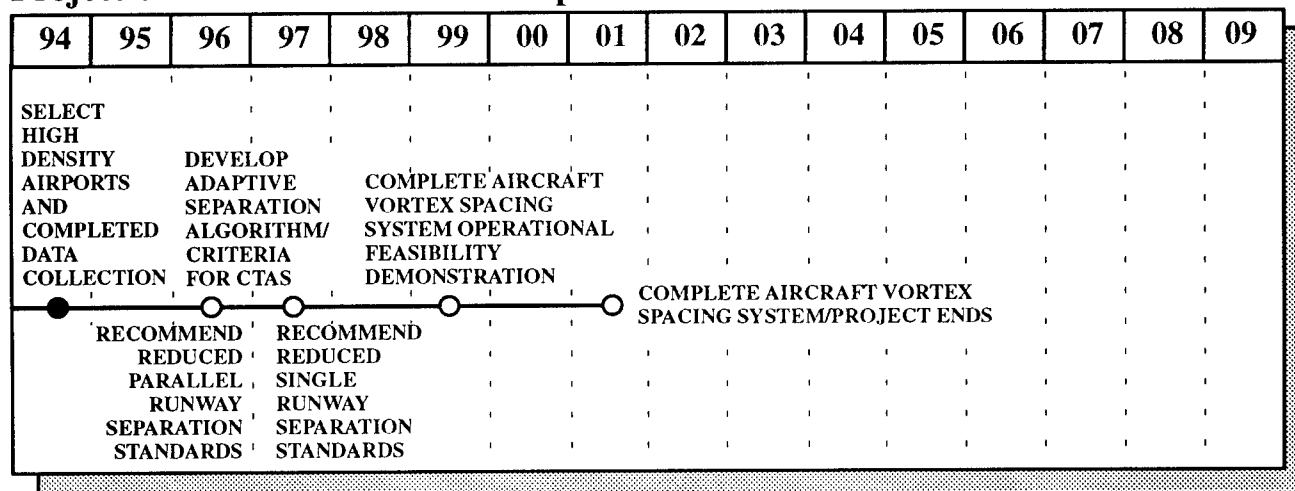 94 95 96 97 98 99 00 01 02 03 04 05 06 07 08 09
SELECT
HIGH
DENSITY
AIRPORTS
AND
COMPLETED
DATA
COLLECTION
DEVELOP
ADAPTIVE
SEPARATION
ALGORITHM/
CRITERIA
FOR CTAS
COMPLETE AIRCRAFT
VORTEX SPACING
SYSTEM OPERATIONAL
FEASIBILITY
DEMONSTRATION
COMPLETE AIRCRAFT VORTEX
SPACING SYSTEM/PROJECT ENDS
RECOMMEND
REDUCED
PARALLEL
RUNWAY
SEPARATION
STANDARDS
RECOMMEND
REDUCED
SINGLE
RUNWAY
SEPARATION
STANDARDS